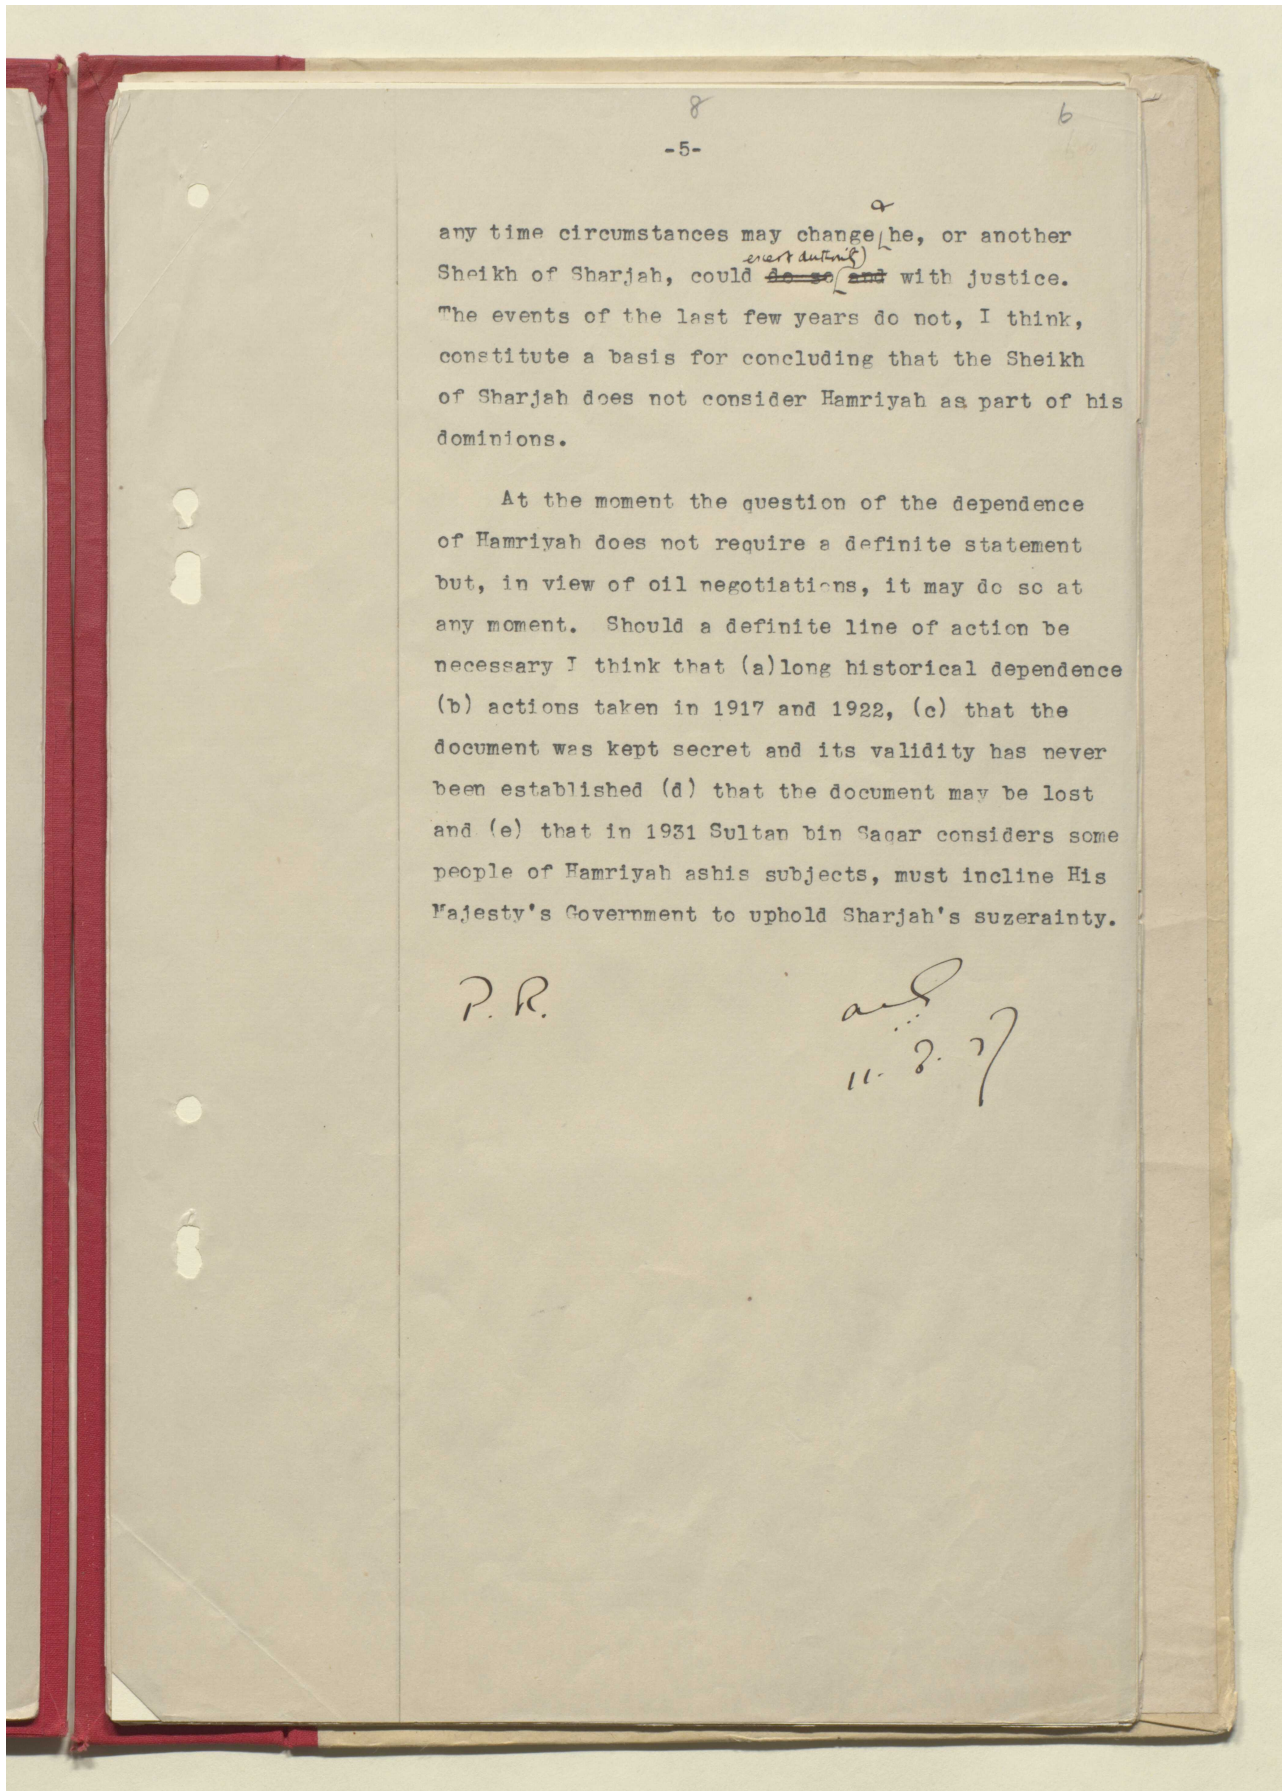 8
6
-5-
&
any time circumstances may change, he, or another
exert authority
Sheikh of Sharjah, could do so and with justice.
The events of the last few years do not, I think,
constitute a basis for concluding that the Sheikh
of Sharjah does not consider Hamriyah as part of his
dominions.
At the moment the question of the dependence
of Hamriyah does not require a definite statement
but, in view of oil negotiations, it may do so at
any moment. Should a definite line of action be
necessary I think that (a)long historical dependence
(b) actions taken in 1917 and 1922, (c) that the
document was kept secret and its validity has never
been established (d) that the document may be lost
and (e) that in 1931 Sultan bin Saqar considers some
people of Hamriyah ashis subjects, must incline His
Majesty's Government to uphold Sharjah's suzerainty.
P. R.
11. 8. 37